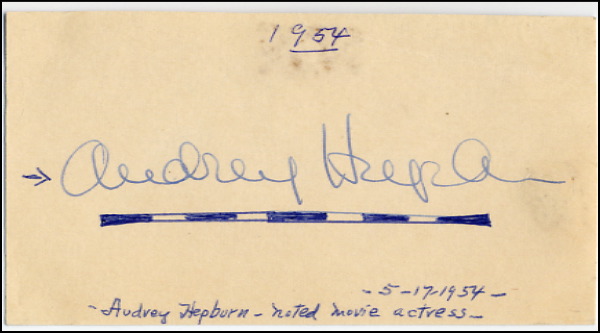 1954
Audrey Hepburn
- 5-17-1954 -
- Audrey Hepburn - noted movie actress -